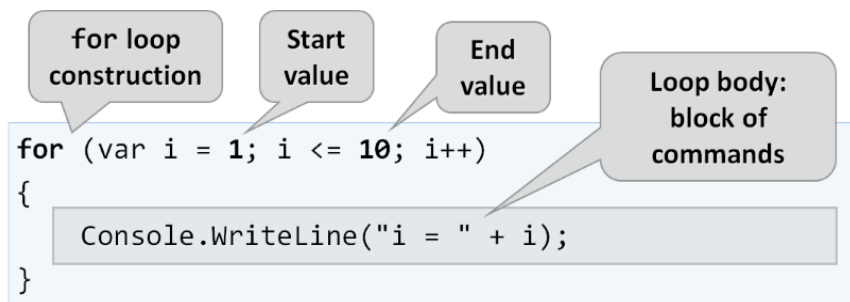 for loop
construction
Start
value
End
value
Loop body:
block of
commands
for (var i = 1; i <= 10; i++)
{
Console.WriteLine("i = " + i);
}